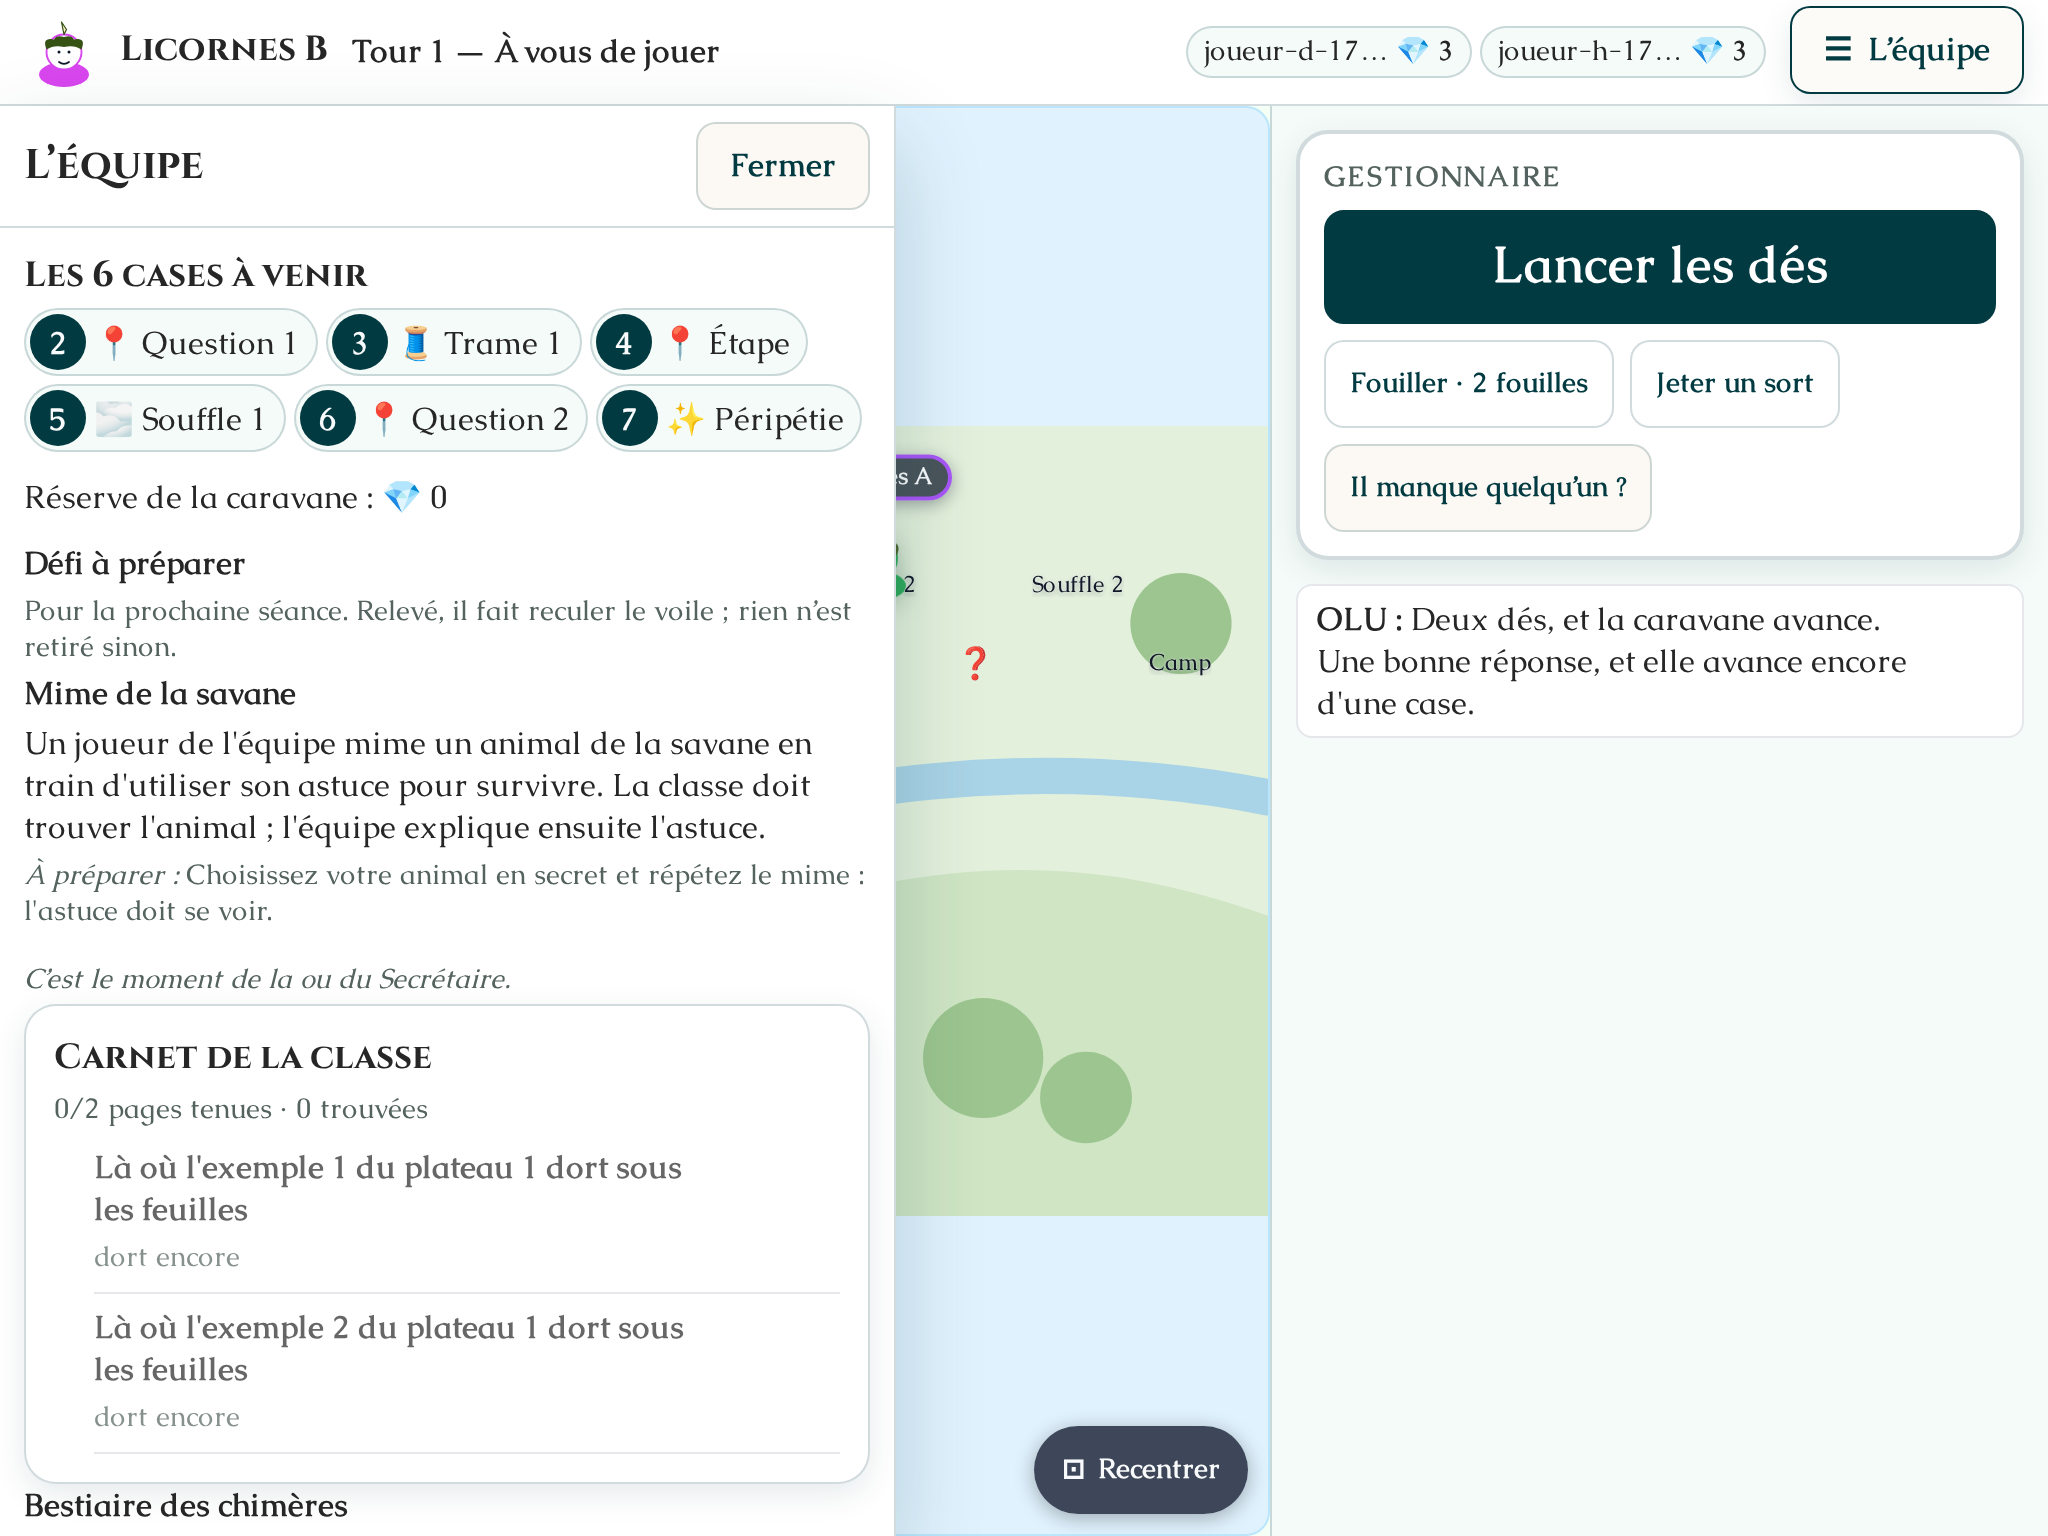 Licornes B
Tour 1 — À vous de jouer
joueur-d-17… 💎 3
joueur-h-17… 💎 3
☰ L’équipe
L’équipe
Fermer
Les 6 cases à venir
2 📍 Question 1
3 🧵 Trame 1
4 📍 Étape
5 🌫️ Souffle 1
6 📍 Question 2
7 ✨ Péripétie
Réserve de la caravane : 💎 0
Défi à préparer
Pour la prochaine séance. Relevé, il fait reculer le voile ; rien n’est
retiré sinon.
Mime de la savane
Un joueur de l'équipe mime un animal de la savane en
train d'utiliser son astuce pour survivre. La classe doit
trouver l'animal ; l'équipe explique ensuite l'astuce.
À préparer : Choisissez votre animal en secret et répétez le mime :
l'astuce doit se voir.
C’est le moment de la ou du Secrétaire.
Carnet de la classe
0/2 pages tenues · 0 trouvées
Là où l'exemple 1 du plateau 1 dort sous
les feuilles
dort encore
Là où l'exemple 2 du plateau 1 dort sous
les feuilles
dort encore
Bestiaire des chimères
es A
2
Souffle 2
❓
Camp
⊡ Recentrer
GESTIONNAIRE
Lancer les dés
Fouiller · 2 fouilles
Jeter un sort
Il manque quelqu’un ?
OLU : Deux dés, et la caravane avance.
Une bonne réponse, et elle avance encore
d'une case.